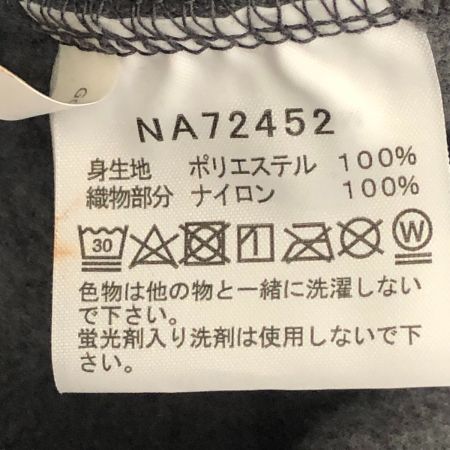 NA72452
身生地 ポリエステル 100%
織物部分 ナイロン 100%
30
W
色物は他の物と一緒に洗濯しない
で下さい。
蛍光剤入り洗剤は使用しないで下
さい。